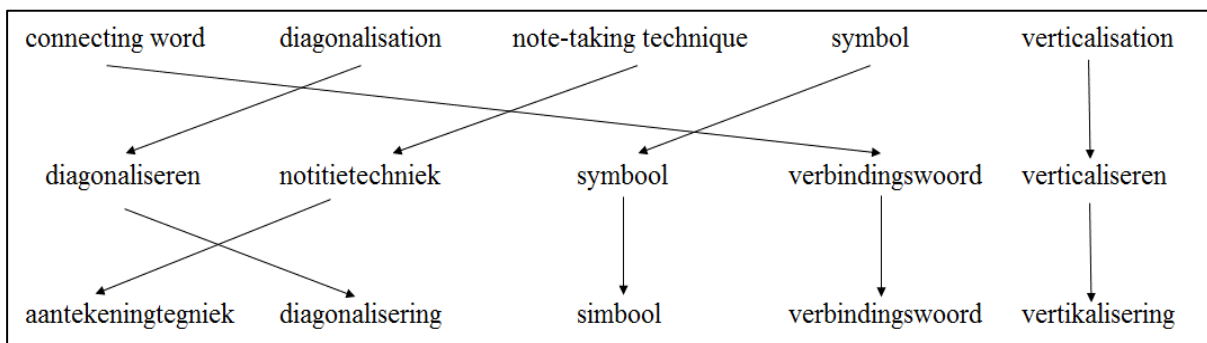 connecting word diagonalisation note-taking technique symbol verticalisation
diagonaliseren notitietechniek symbool verbindingswoord verticaliseren
aantekeningtegniek diagonalisering simbool verbindingswoord vertikalisering